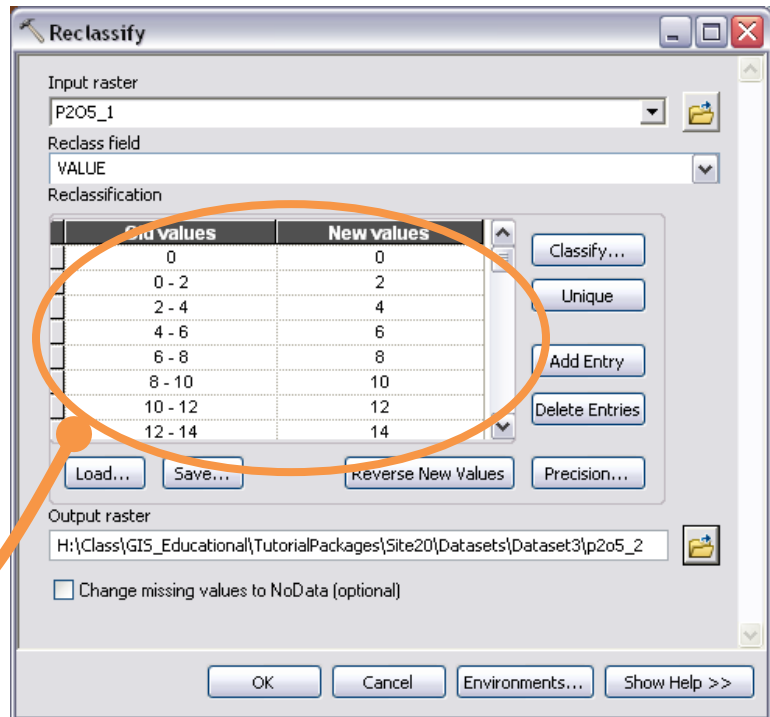 Reclassify
Input raster
P2O5_1
Reclass field
VALUE
Reclassification
Old values New values
0 0
0 - 2 2
2 - 4 4
4 - 6 6
6 - 8 8
8 - 10 10
10 - 12 12
12 - 14 14
Classify...
Unique
Add Entry
Delete Entries
Load... Save... Reverse New Values Precision...
Output raster
H:\Class\GIS_Educational\TutorialPackages\Site20\Datasets\Dataset3\p2o5_2
Change missing values to NoData (optional)
OK Cancel Environments... Show Help >>